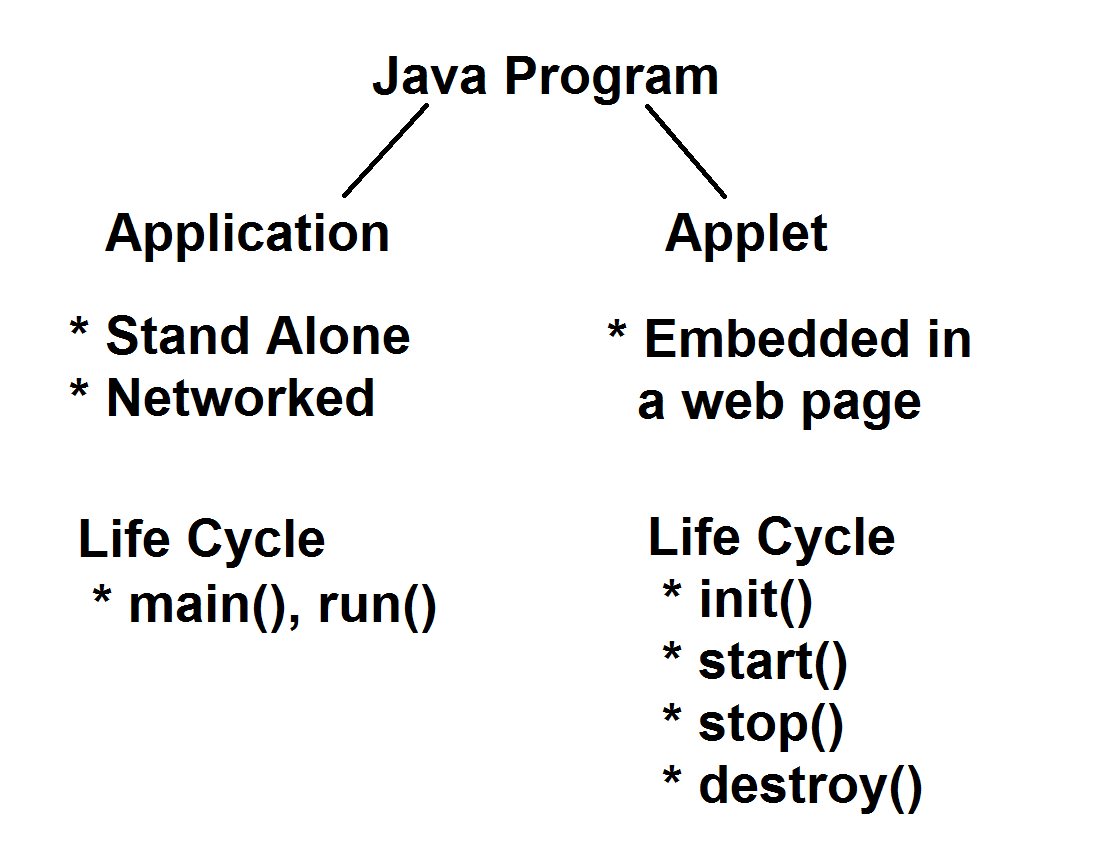 Java Program
Application
* Stand Alone
* Networked
Life Cycle
* main(), run()
Applet
* Embedded in
a web page
Life Cycle
* init()
* start()
* stop()
* destroy()